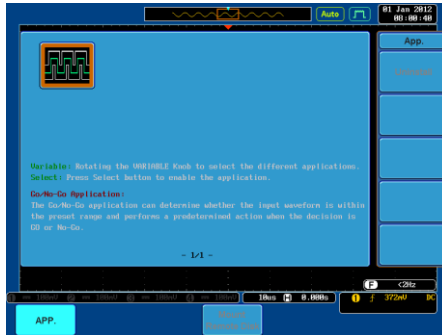 Auto
01 Jan 2012
08:00:40
App.
Variable: Rotating the VARIABLE Knob to select the different applications.
Select: Press Select button to enable the application.
Go/No-Go Application:
The Go/No-Go application can determine whether the input waveform is within
the preset range and performs a predetermined action when the decision is
GO or No-Go.
- 1/1 -
F <2Hz
10us H 0.000s
1 f 372mV DC
APP.